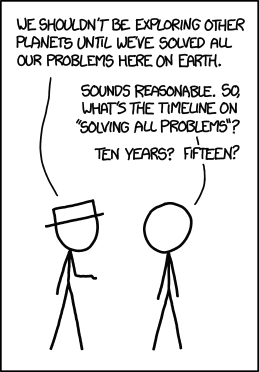 WE SHOULDN'T BE EXPLORING OTHER
PLANETS UNTIL WE'VE SOLVED ALL
OUR PROBLEMS HERE ON EARTH.
SOUNDS REASONABLE. SO,
WHAT'S THE TIMELINE ON
"SOLVING ALL PROBLEMS"?
TEN YEARS? FIFTEEN?